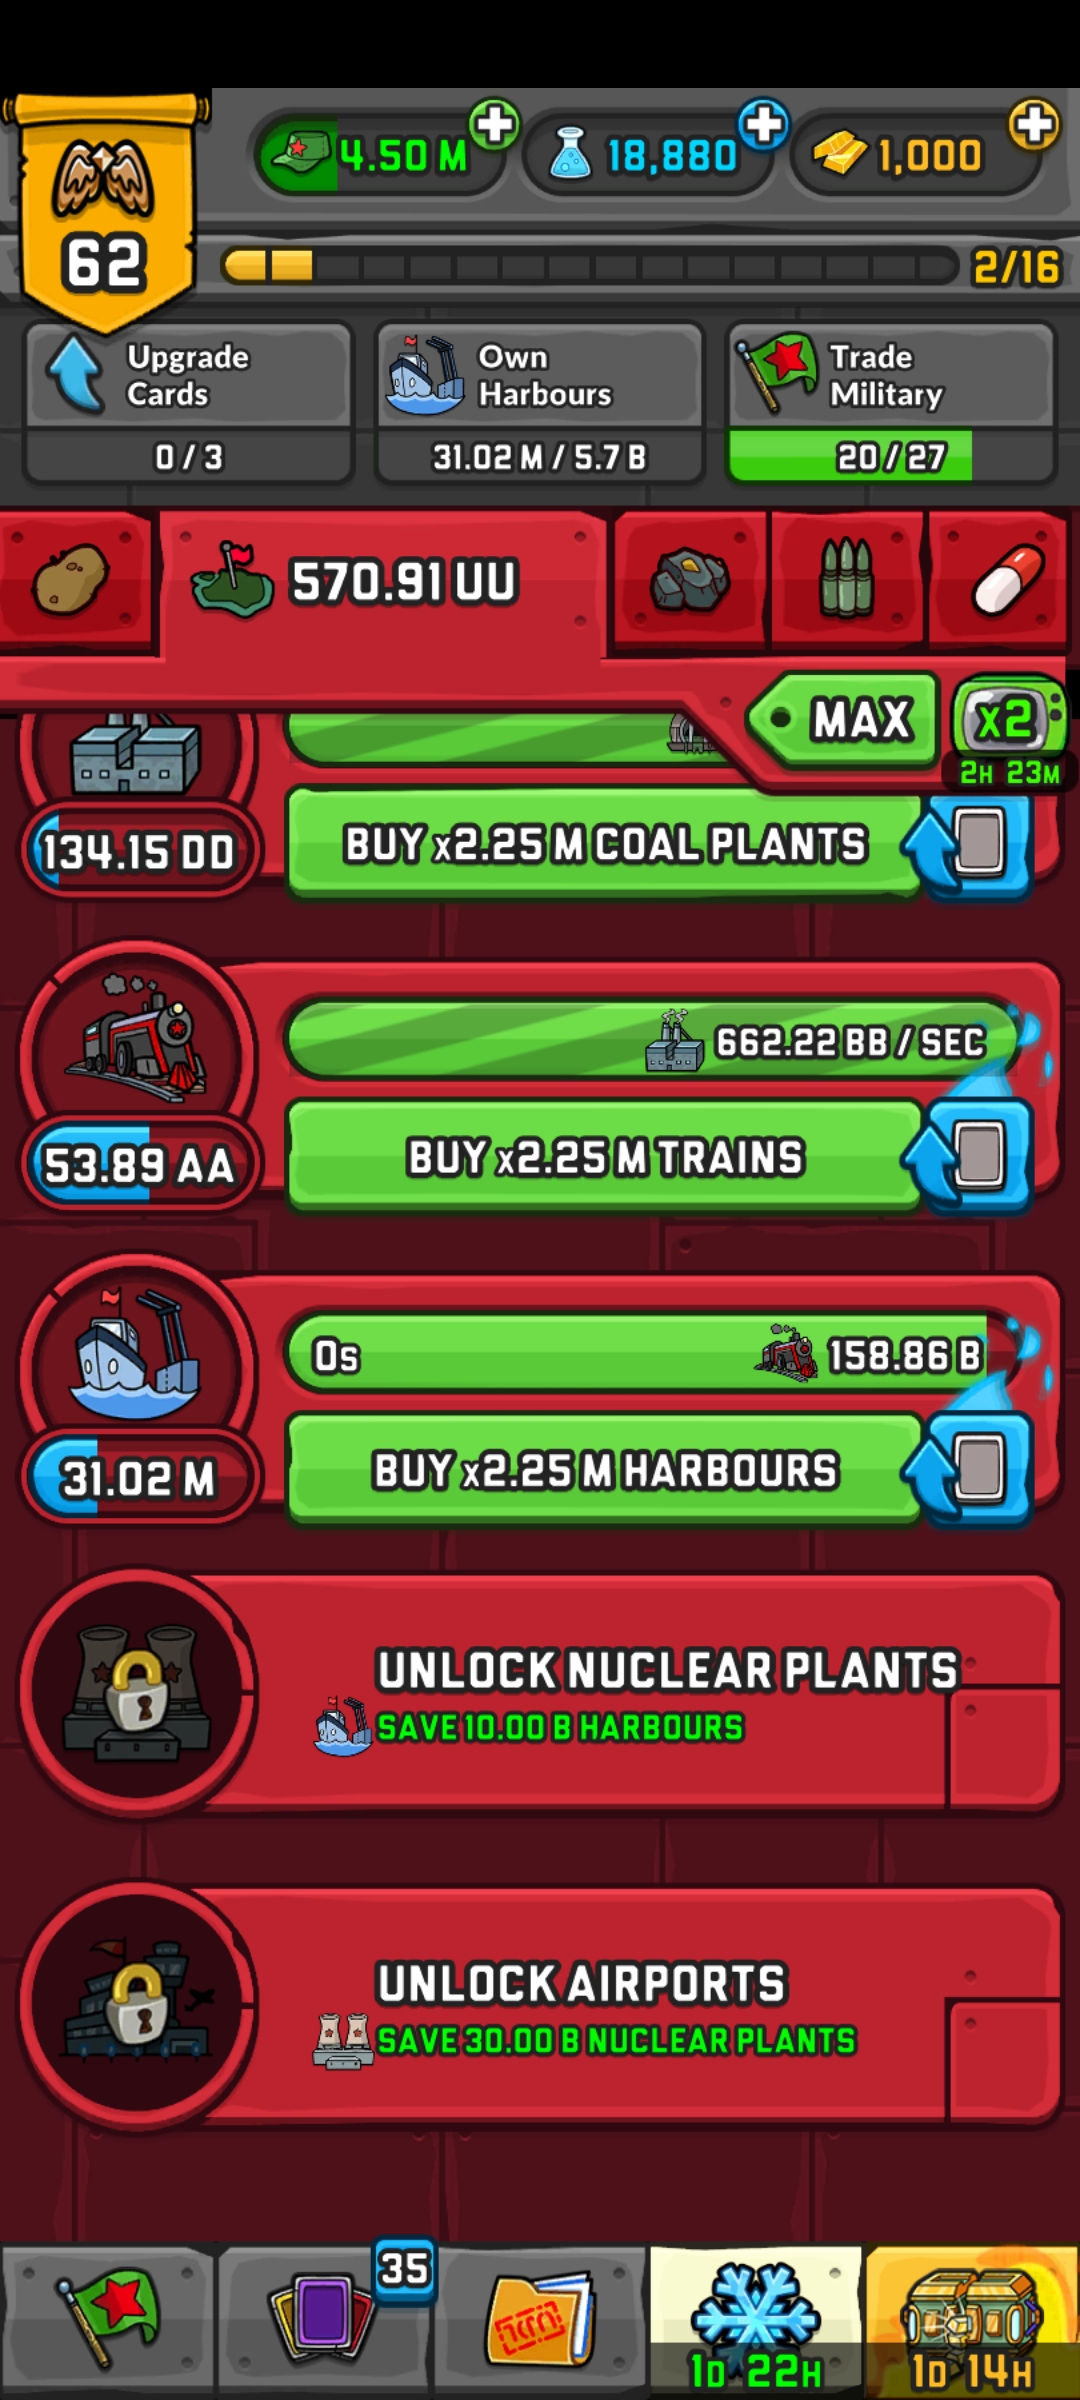 4.50 M
18,880
1,000
62
2/16
Upgrade
Cards
0 / 3
Own
Harbours
31.02 M / 5.7 B
Trade
Military
20 / 27
570.91 UU
MAX
x2
2H 23M
134.15 DD
BUY x2.25 M COAL PLANTS
662.22 BB / SEC
53.89 AA
BUY x2.25 M TRAINS
0s
158.86 B
31.02 M
BUY x2.25 M HARBOURS
UNLOCK NUCLEAR PLANTS
SAVE 10.00 B HARBOURS
UNLOCK AIRPORTS
SAVE 30.00 B NUCLEAR PLANTS
35
1D 22H
1D 14H